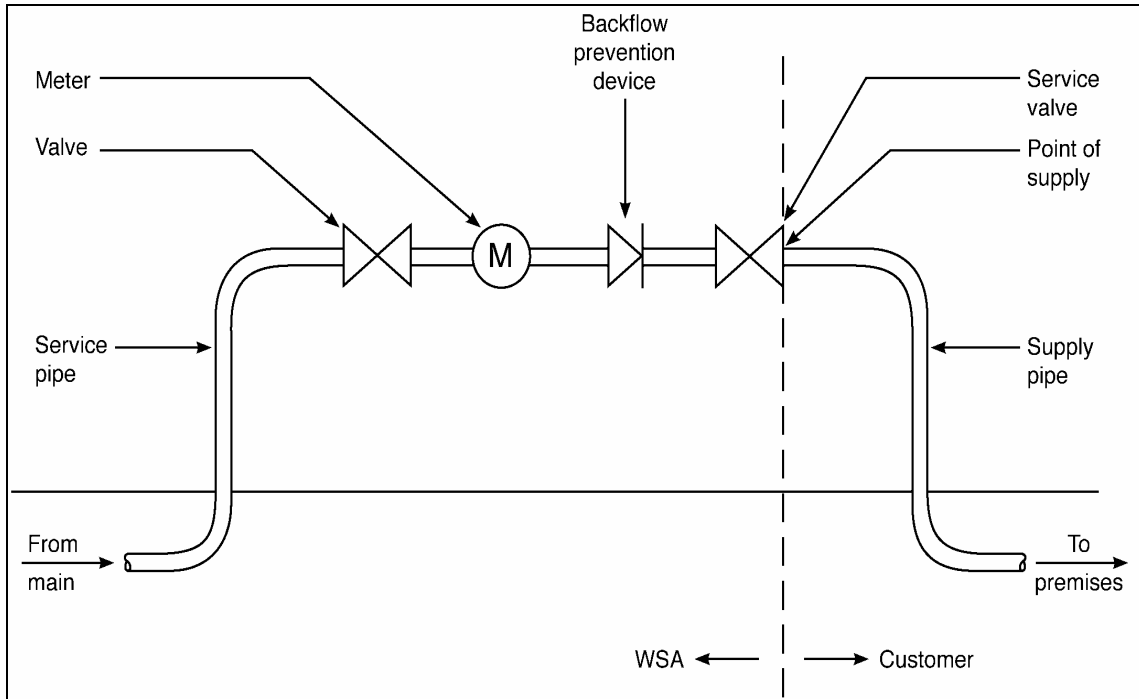 Backflow
prevention
device
Meter
Valve
Service
valve
Point of
supply
M
Service
pipe
Supply
pipe
From
main
To
premises
WSA
Customer